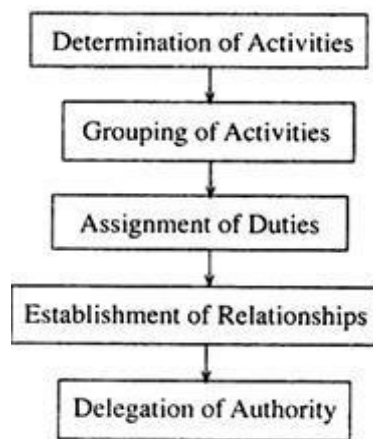 Determination of Activities
Grouping of Activities
Assignment of Duties
Establishment of Relationships
Delegation of Authority